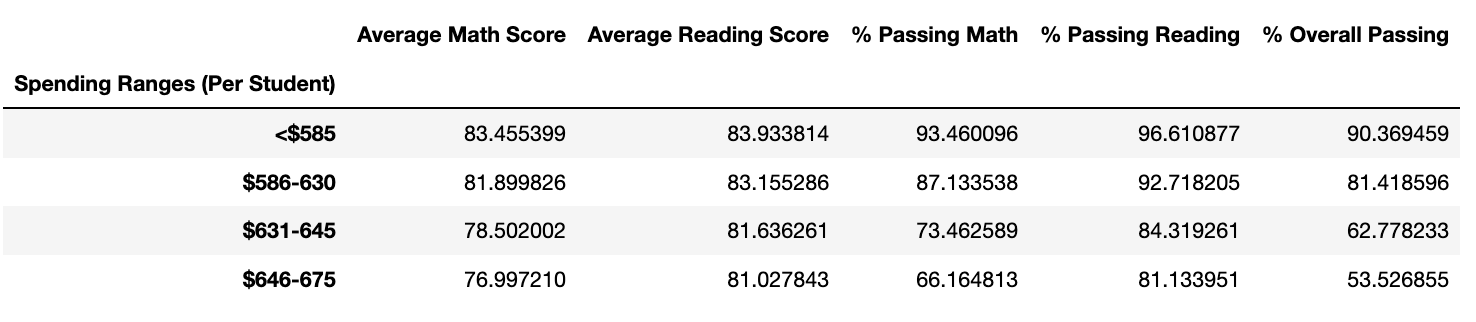 Average Math Score Average Reading Score % Passing Math % Passing Reading % Overall Passing
Spending Ranges (Per Student)
<$585 83.455399 83.933814 93.460096 96.610877 90.369459
$586-630 81.899826 83.155286 87.133538 92.718205 81.418596
$631-645 78.502002 81.636261 73.462589 84.319261 62.778233
$646-675 76.997210 81.027843 66.164813 81.133951 53.526855